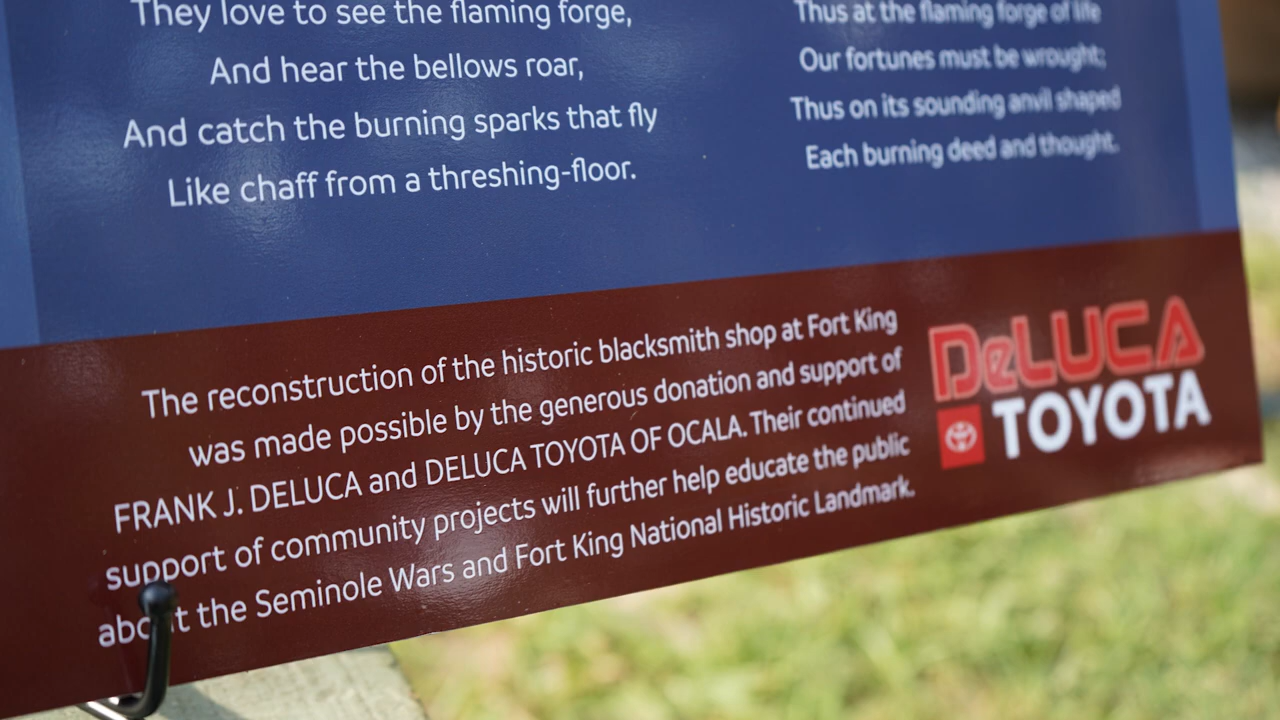 They love to see the flaming forge,
And hear the bellows roar,
And catch the burning sparks that fly
Like chaff from a threshing-floor.
Thus at the flaming forge of life
Our fortunes must be wrought;
Thus on its sounding anvil shaped
Each burning deed and thought.
The reconstruction of the historic blacksmith shop at Fort King
was made possible by the generous donation and support of
FRANK J. DELUCA and DELUCA TOYOTA OF OCALA. Their continued
support of community projects will further help educate the public
about the Seminole Wars and Fort King National Historic Landmark.
DeLUCA
TOYOTA